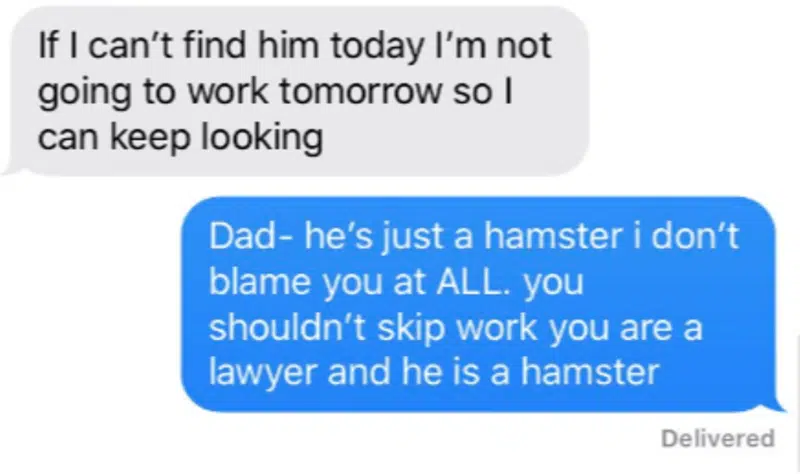 If I can’t find him today I’m not
going to work tomorrow so I
can keep looking
Dad- he’s just a hamster i don’t
blame you at ALL. you
shouldn’t skip work you are a
lawyer and he is a hamster
Delivered